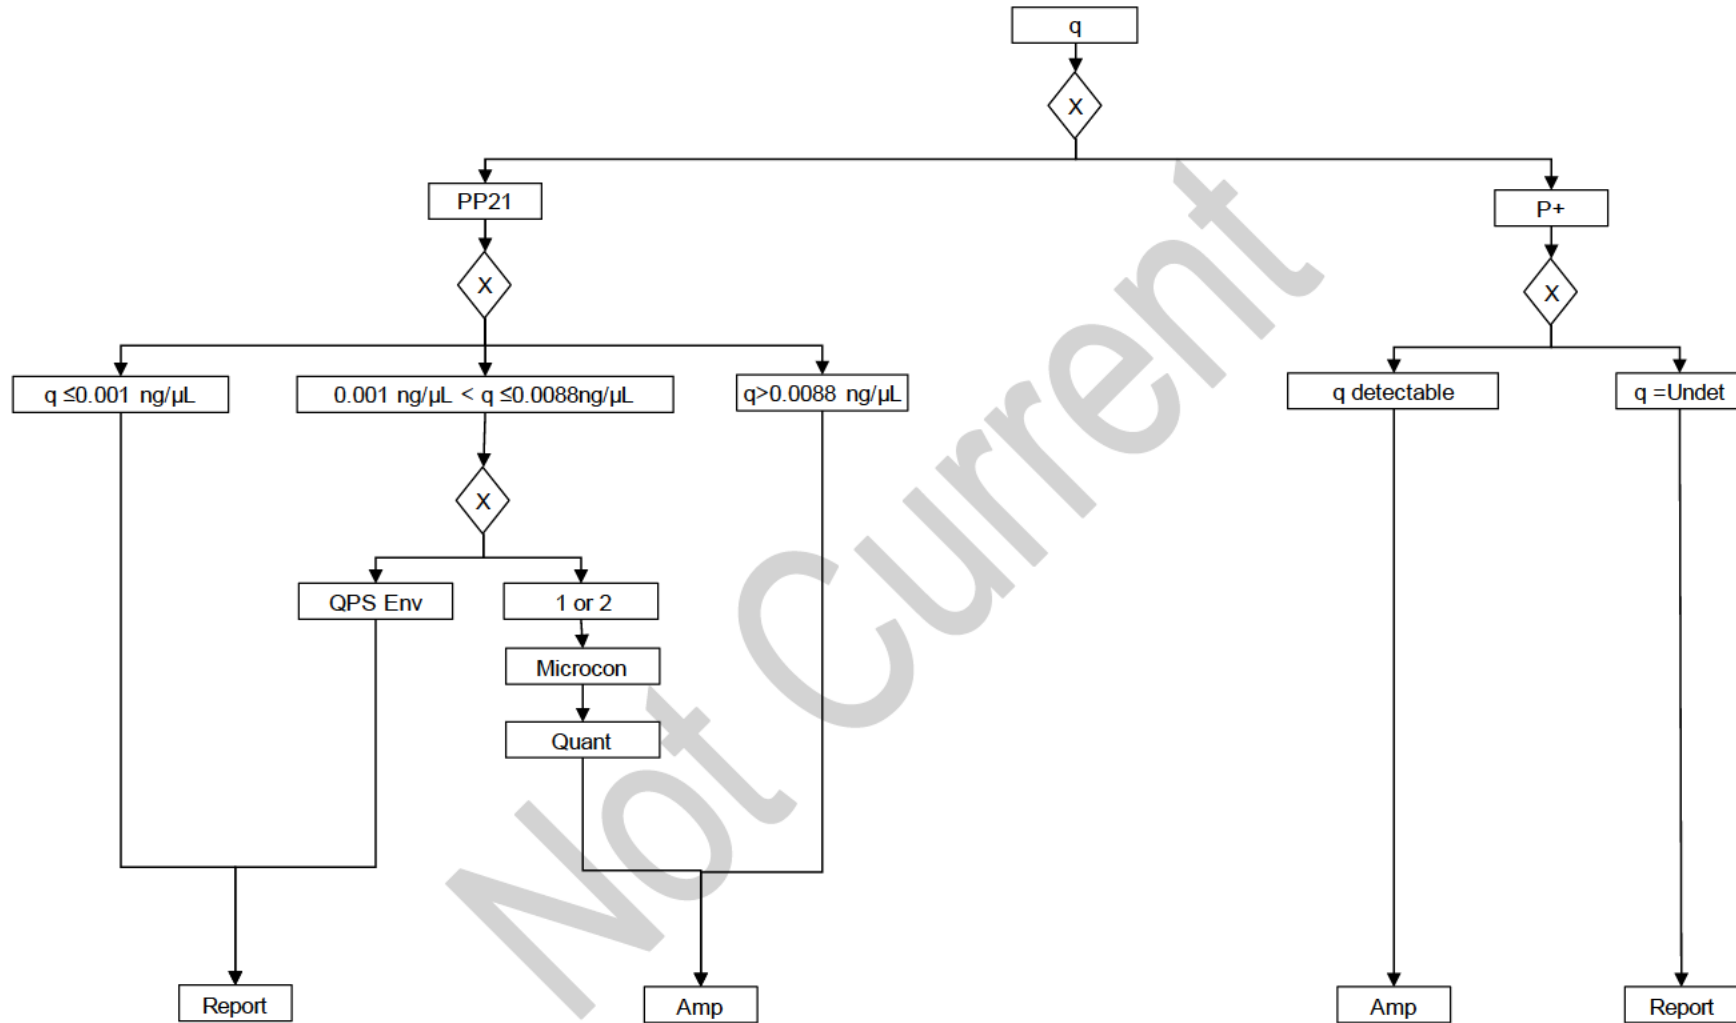 q
X
PP21
P+
X
X
q ≤0.001 ng/µL
0.001 ng/µL < q ≤0.0088ng/µL
q>0.0088 ng/µL
q detectable
q =Undet
X
QPS Env
1 or 2
Microcon
Quant
Report
Amp
Amp
Report
Not Current